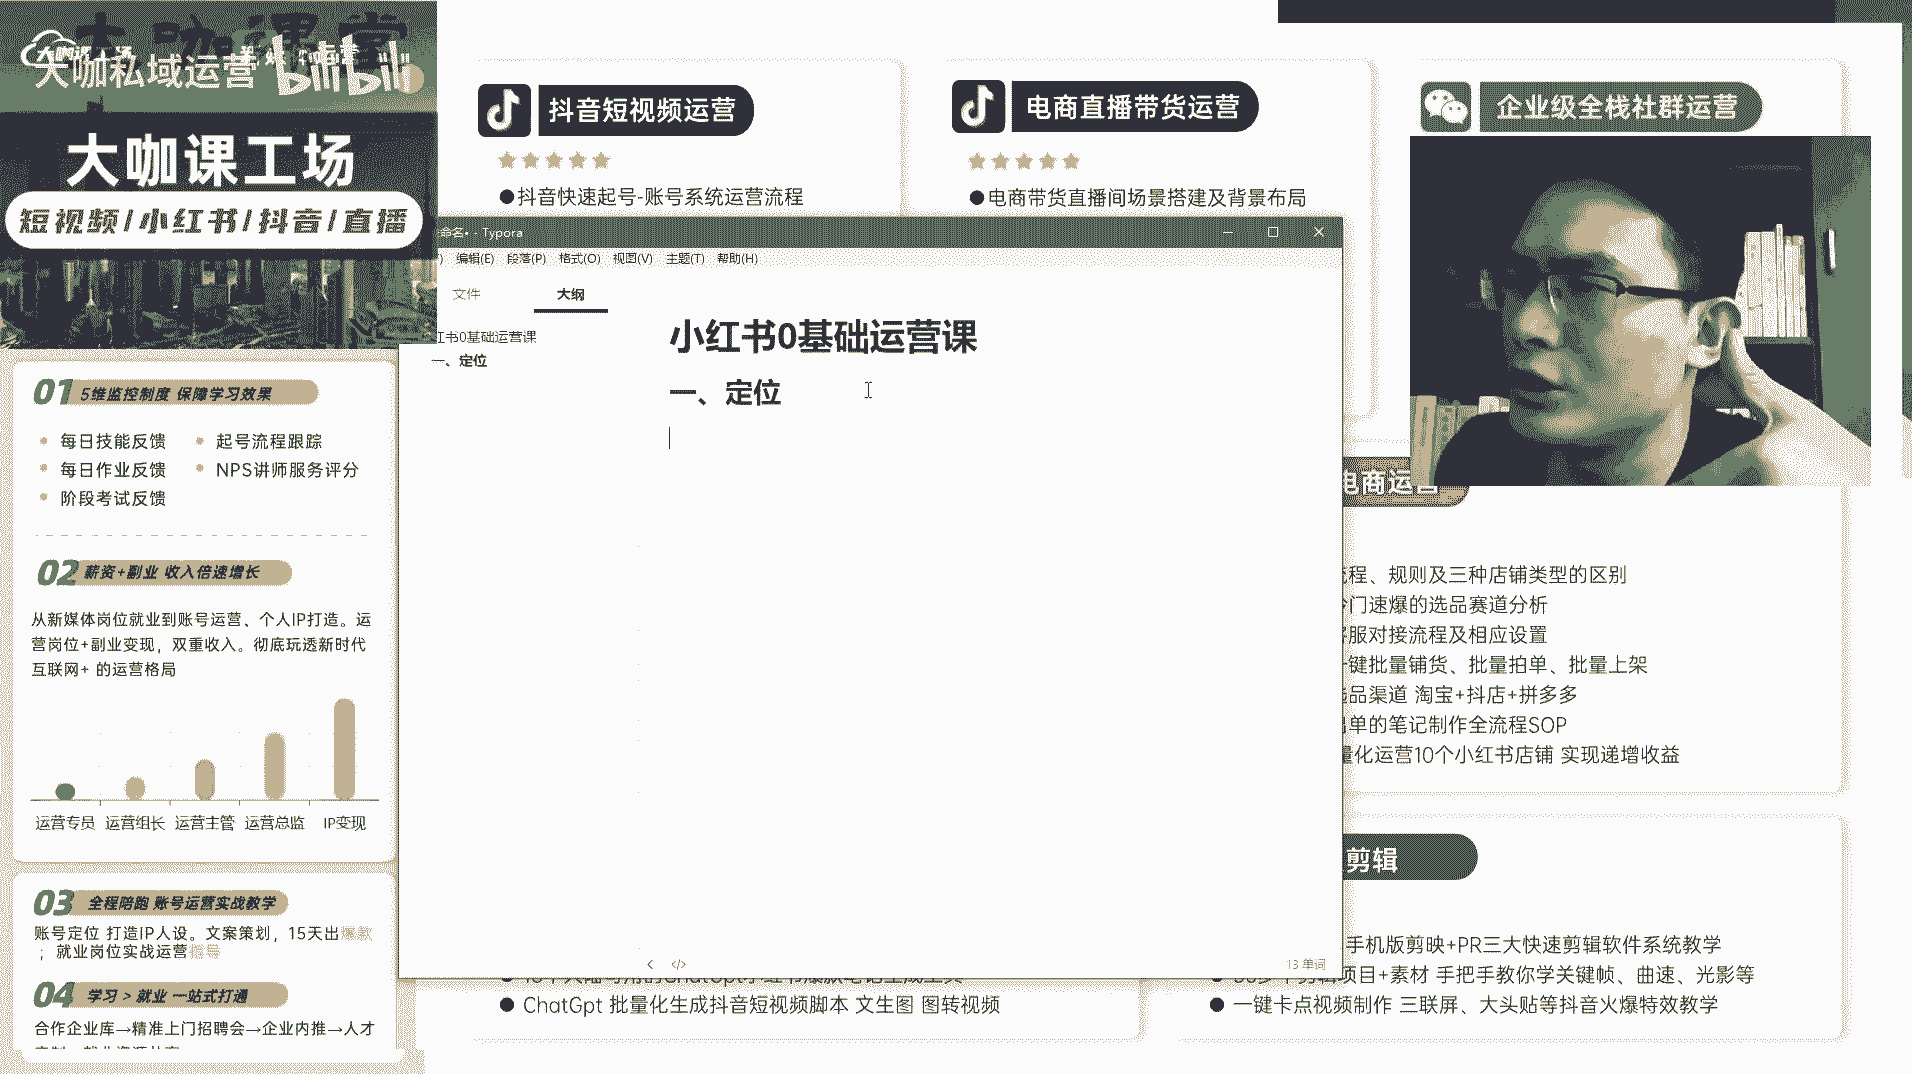 大咖课堂
大咖私域运营
bilibili
大咖课工场
短视频/小红书/抖音/直播
01 5维监控制度 保障学习效果
每日技能反馈
起号流程跟踪
每日作业反馈
NPS讲师服务评分
阶段考试反馈
02 薪资+副业 收入倍速增长
从新媒体岗位就业到账号运营、个人IP打造。运
营岗位+副业变现，双重收入。彻底玩透新时代
互联网+ 的运营格局
运营专员 运营组长 运营主管 运营总监 IP变现
03 全程陪跑 账号运营实战教学
账号定位 打造IP人设。文案策划，15天出爆款
；就业岗位实战运营指导
04 学习 > 就业 一站式打通
合作企业库→精准上门招聘会→企业内推→人才
抖音短视频运营
●抖音快速起号-账号系统运营流程
电商直播带货运营
●电商带货直播间场景搭建及背景布局
企业级全栈社群运营
命名• - Typora
编辑(E) 段落(P) 格式(O) 视图(V) 主题(T) 帮助(H)
文件 大纲
红书0基础运营课
一、定位
小红书0基础运营课
一、定位
</>
13 单词
电商运营
程、规则及三种店铺类型的区别
门速爆的选品赛道分析
服对接流程及相应设置
键批量铺货、批量拍单、批量上架
品渠道 淘宝+抖店+拼多多
单的笔记制作全流程SOP
量化运营10个小红书店铺 实现递增收益
剪辑
手机版剪映+PR三大快速剪辑软件系统教学
项目+素材 手把手教你学关键帧、曲速、光影等
● 一键卡点视频制作 三联屏、大头贴等抖音火爆特效教学
● ChatGpt 批量化生成抖音短视频脚本 文生图 图转视频